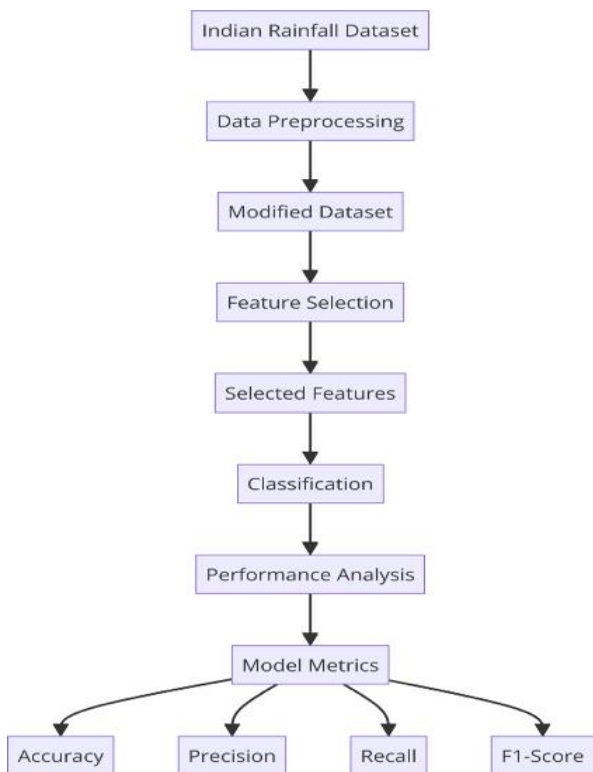 Indian Rainfall Dataset
Data Preprocessing
Modified Dataset
Feature Selection
Selected Features
Classification
Performance Analysis
Model Metrics
Accuracy
Precision
Recall
F1-Score